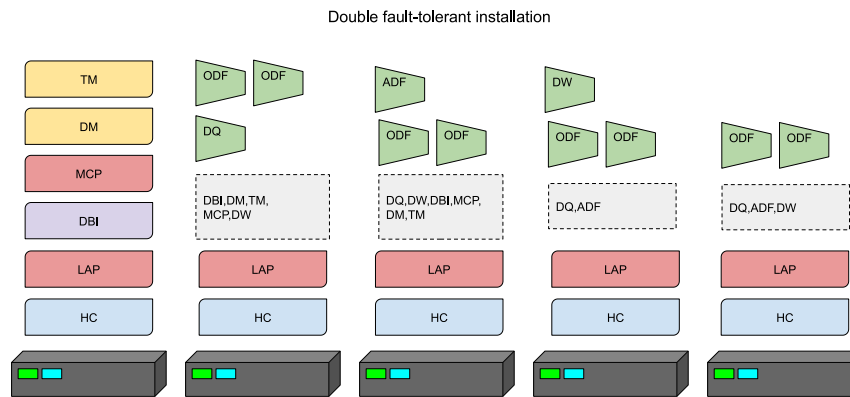 Double fault-tolerant installation
TM
DM
MCP
DBI
LAP
HC
ODF ODF
DQ
DBI,DM,TM,
MCP,DW
LAP
HC
ADF
ODF ODF
DQ,DW,DBI,MCP,
DM,TM
LAP
HC
DW
ODF ODF
DQ,ADF
LAP
HC
ODF ODF
DQ,ADF,DW
LAP
HC